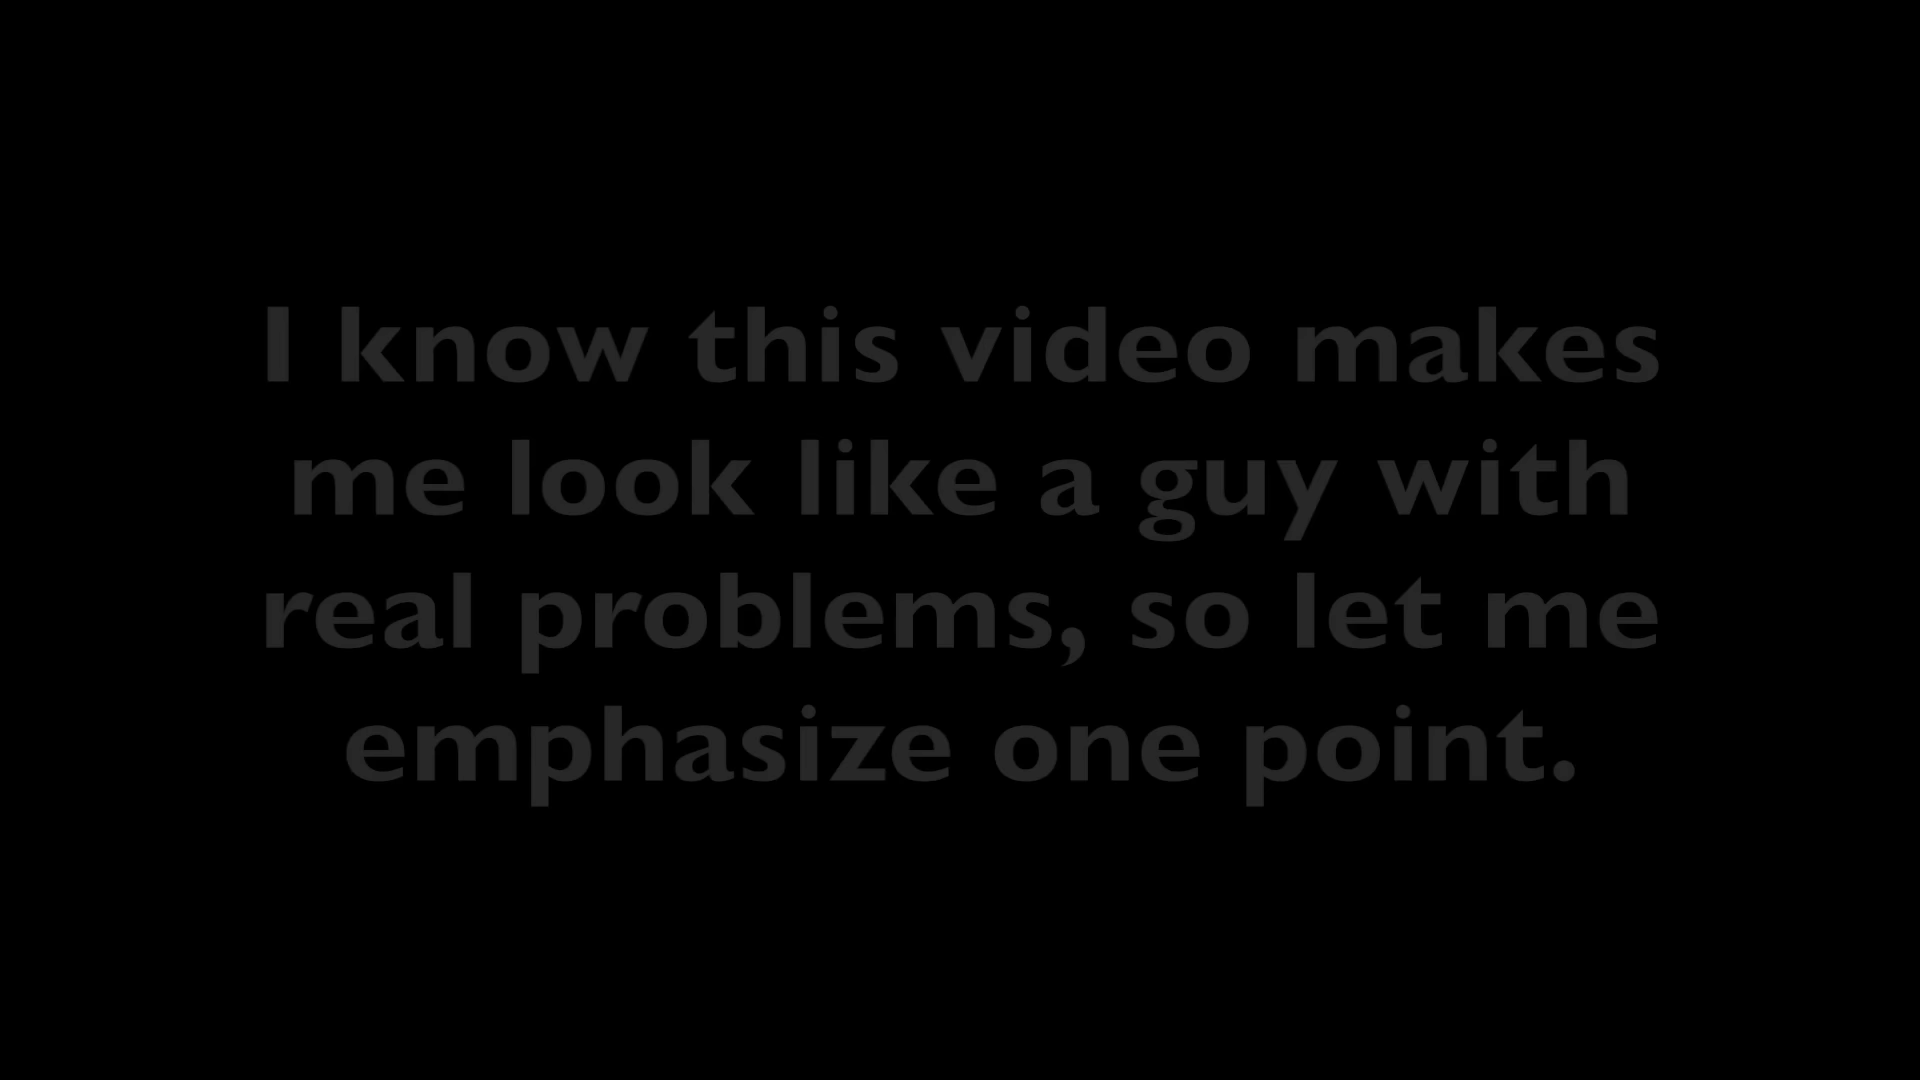 I know this video makes
me look like a guy with
real problems, so let me
emphasize one point.